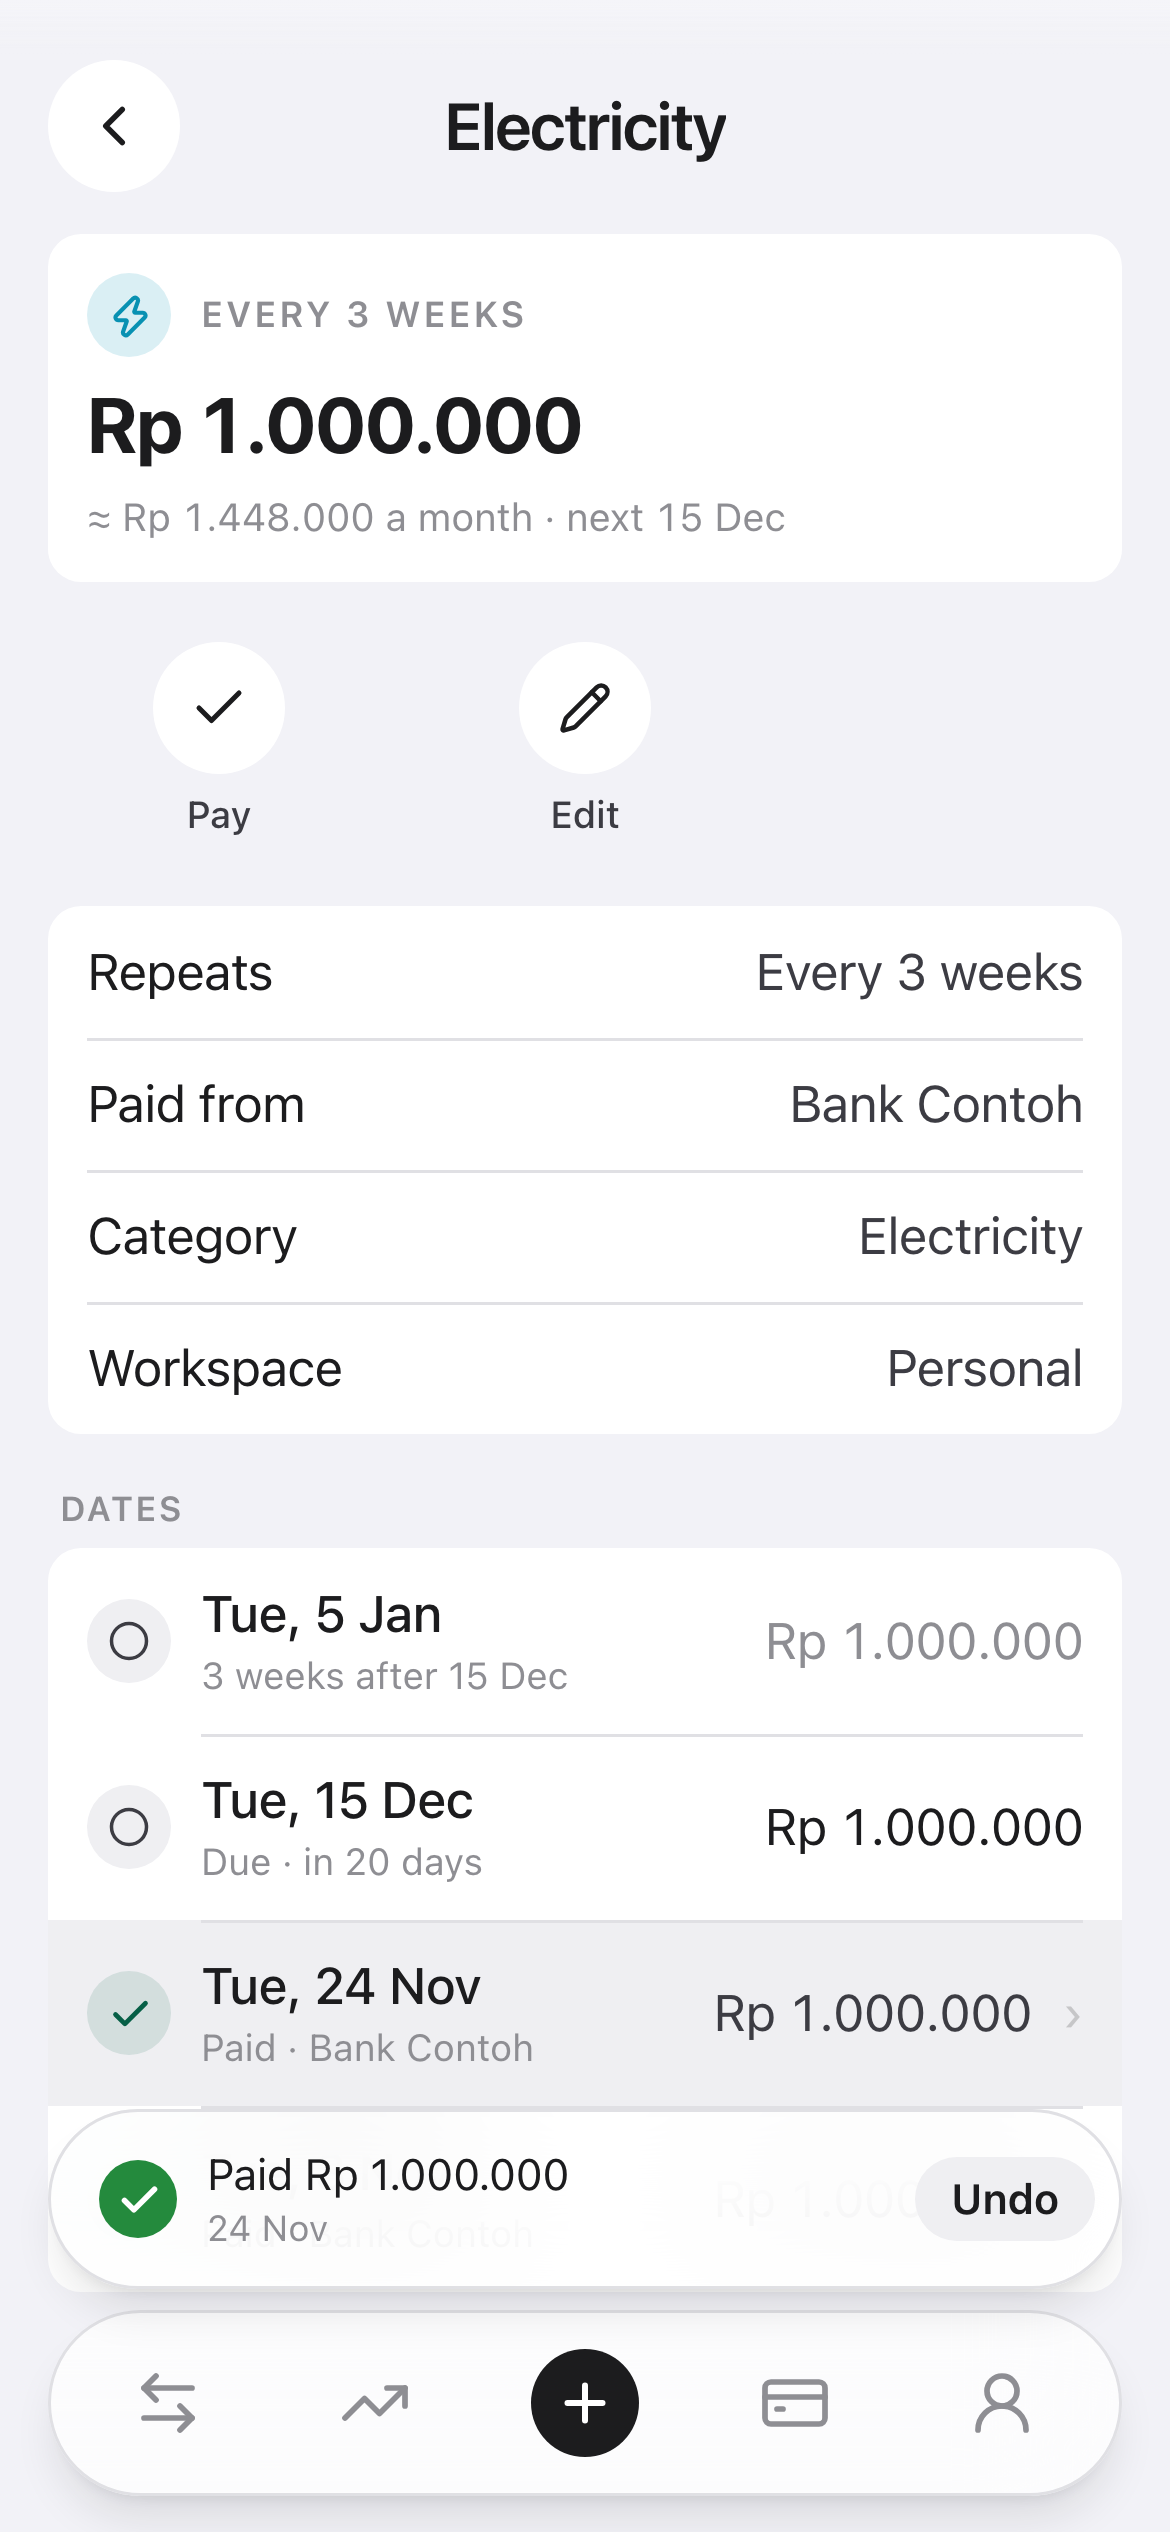 Electricity
EVERY 3 WEEKS
Rp 1.000.000
≈ Rp 1.448.000 a month · next 15 Dec
Pay
Edit
Repeats
Every 3 weeks
Paid from
Bank Contoh
Category
Electricity
Workspace
Personal
DATES
Tue, 5 Jan
3 weeks after 15 Dec
Rp 1.000.000
Tue, 15 Dec
Due · in 20 days
Rp 1.000.000
Tue, 24 Nov
Paid · Bank Contoh
Rp 1.000.000 ›
Paid Rp 1.000.000
24 Nov
Undo